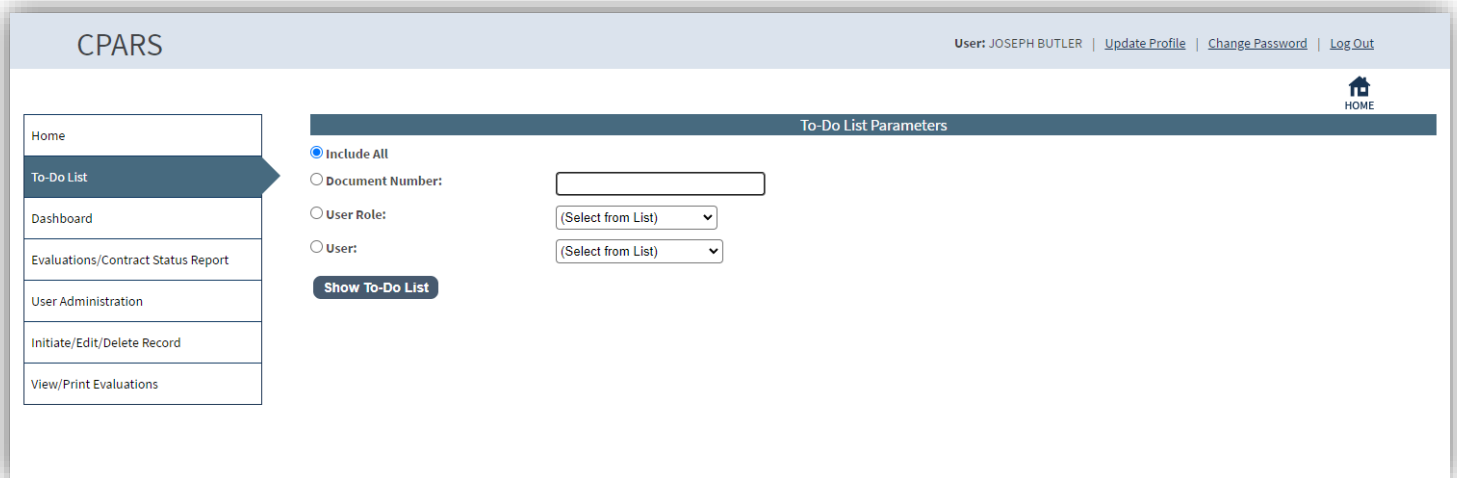 CPARS
User: JOSEPH BUTLER | Update Profile | Change Password | Log Out
HOME
Home
To-Do List
Dashboard
Evaluations/Contract Status Report
User Administration
Initiate/Edit/Delete Record
View/Print Evaluations
To-Do List Parameters
Include All
Document Number:
User Role: (Select from List)
User: (Select from List)
Show To-Do List